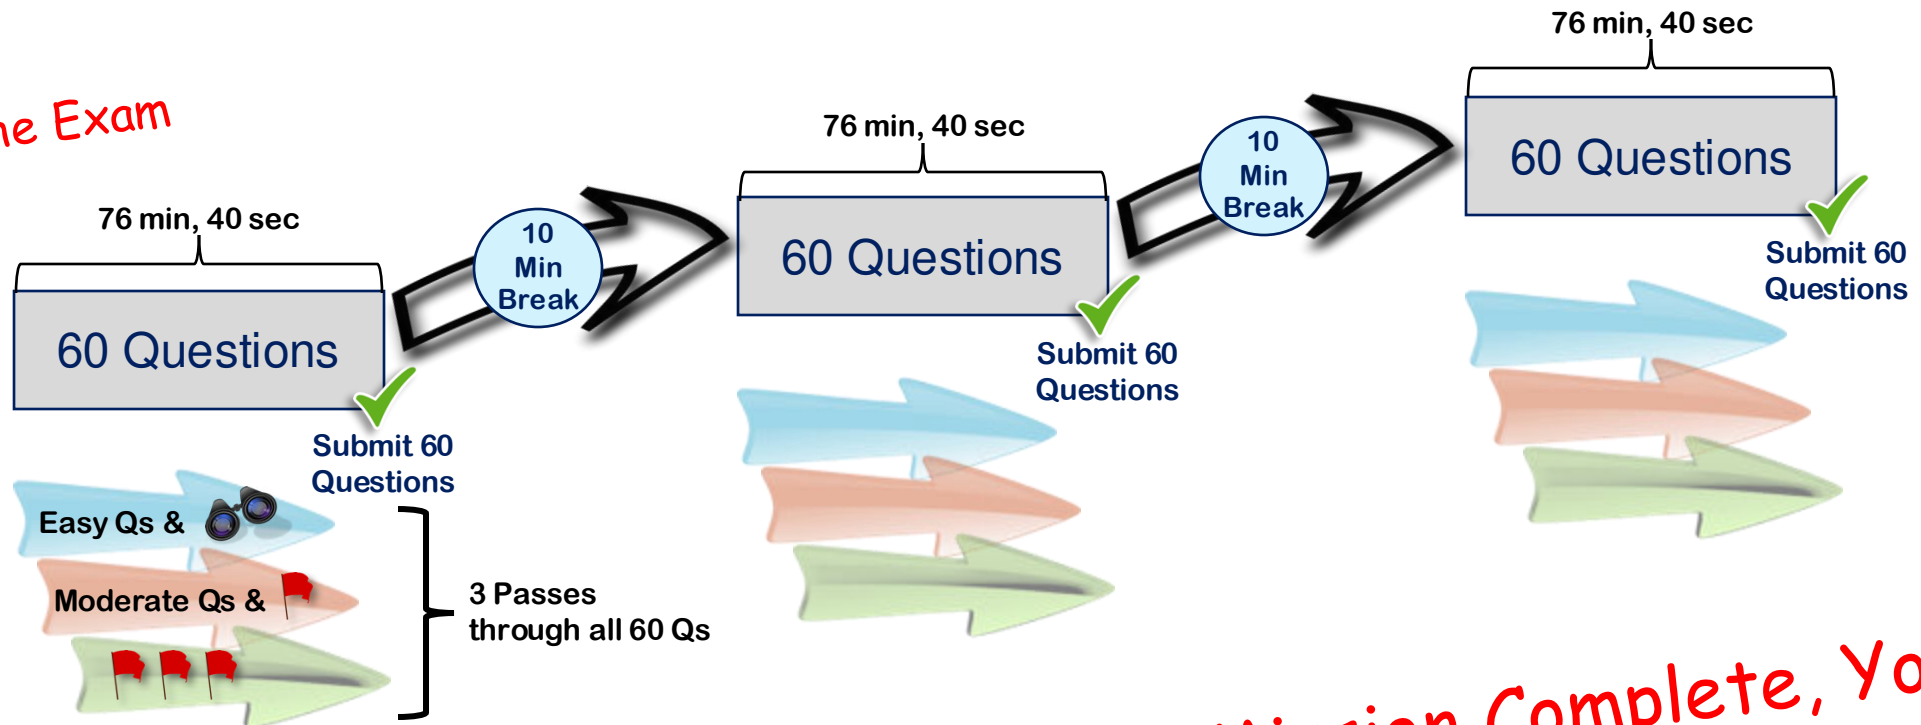 Exam
76 min, 40 sec
60 Questions
Submit 60
Questions
10
Min
Break
76 min, 40 sec
60 Questions
Submit 60
Questions
10
Min
Break
76 min, 40 sec
60 Questions
Submit 60
Questions
Easy Qs &
Moderate Qs &
3 Passes
through all 60 Qs
Complete,